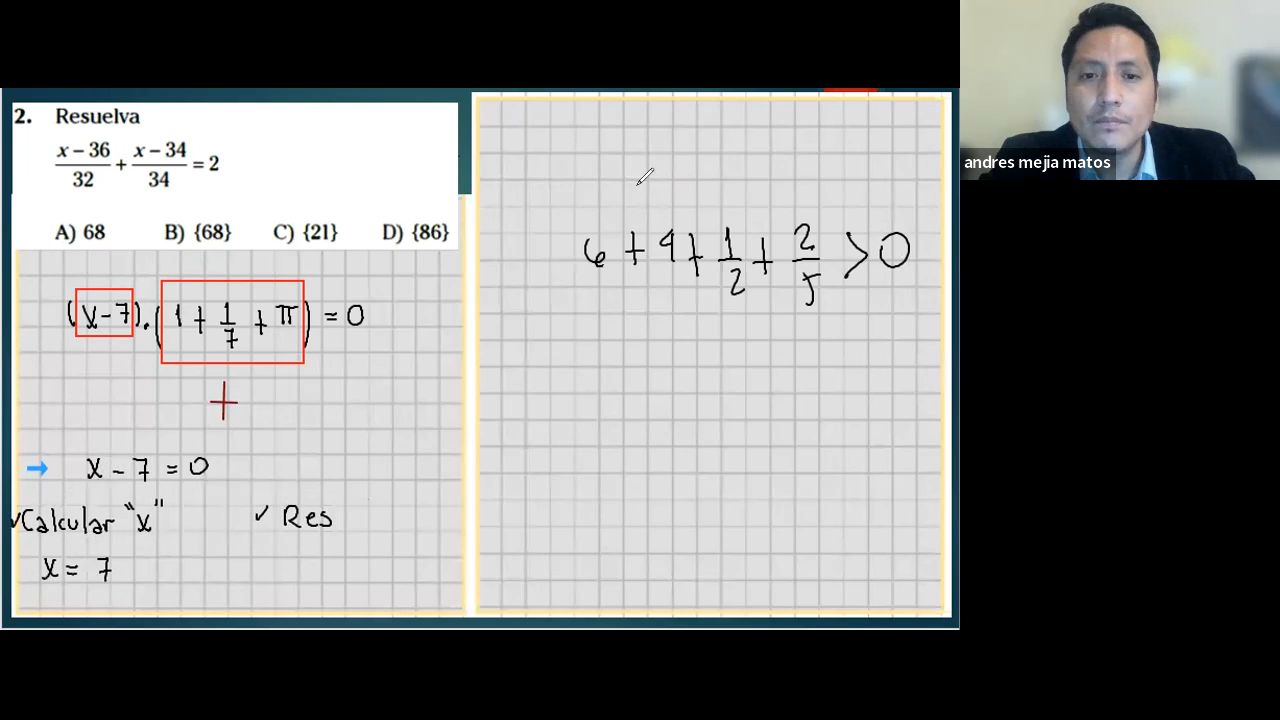 2. Resuelva
x – 36 / 32 + x – 34 / 34 = 2
A) 68 B) {68} C) {21} D) {86}
(x – 7) . (1 + 1/7 + π) = 0
+
→ x – 7 = 0
✓Calcular "x" ✓ Res
x = 7
6 + 9 + 1/2 + 2/5 > 0
andres mejia matos